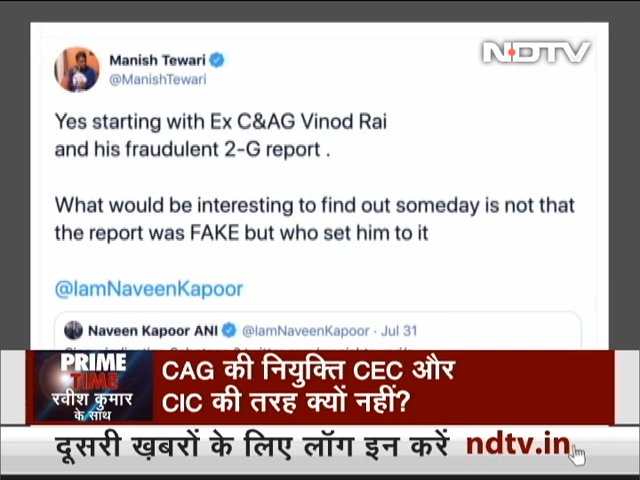 NDTV
Manish Tewari
@ManishTewari
Yes starting with Ex C&AG Vinod Rai
and his fraudulent 2-G report .
What would be interesting to find out someday is not that
the report was FAKE but who set him to it
@IamNaveenKapoor
Naveen Kapoor ANI @IamNaveenKapoor · Jul 31
PRIME
TIME
रवीश कुमार
के साथ
CAG की नियुक्ति CEC और
CIC की तरह क्यों नहीं?
दूसरी ख़बरों के लिए लॉग इन करें ndtv.in